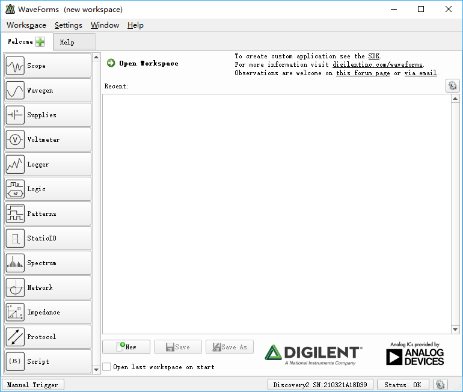 WaveForms (new workspace)
Workspace Settings Window Help
Welcome Help
Scope
Wavegen
Supplies
Voltmeter
Logger
Logic
Patterns
StaticIO
Spectrum
Network
Impedance
Protocol
{JS} Script
Open Workspace
To create custom application see the SDK.
For more information visit digilentinc.com/waveforms.
Observations are welcome on this forum page or via email
Recent:
New Save Save As
Open last workspace on start
DIGILENT
A National Instruments Company
Analog ICs provided by
ANALOG
DEVICES
Manual Trigger Discovery2 SN:210321A18D39 Status: OK